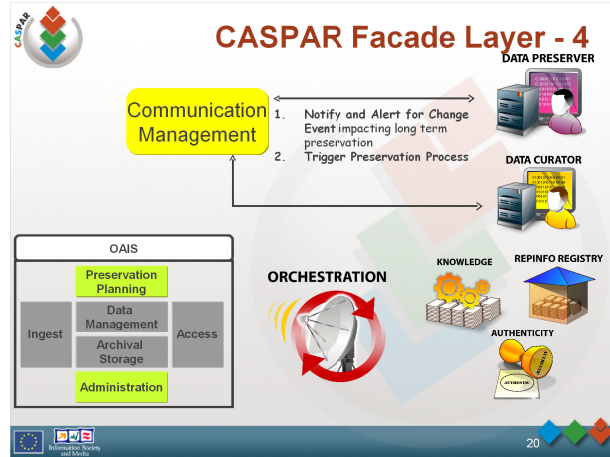 CASPAR
CASPAR Facade Layer - 4
DATA PRESERVER
Communication
Management
1. Notify and Alert for Change
Event impacting long term
preservation
2. Trigger Preservation Process
DATA CURATOR
OAIS
Preservation
Planning
Ingest
Data
Management
Archival
Storage
Access
Administration
ORCHESTRATION
KNOWLEDGE
REPINFO REGISTRY
AUTHENTICITY
AUTHENTIC
Information Society
and Media
20